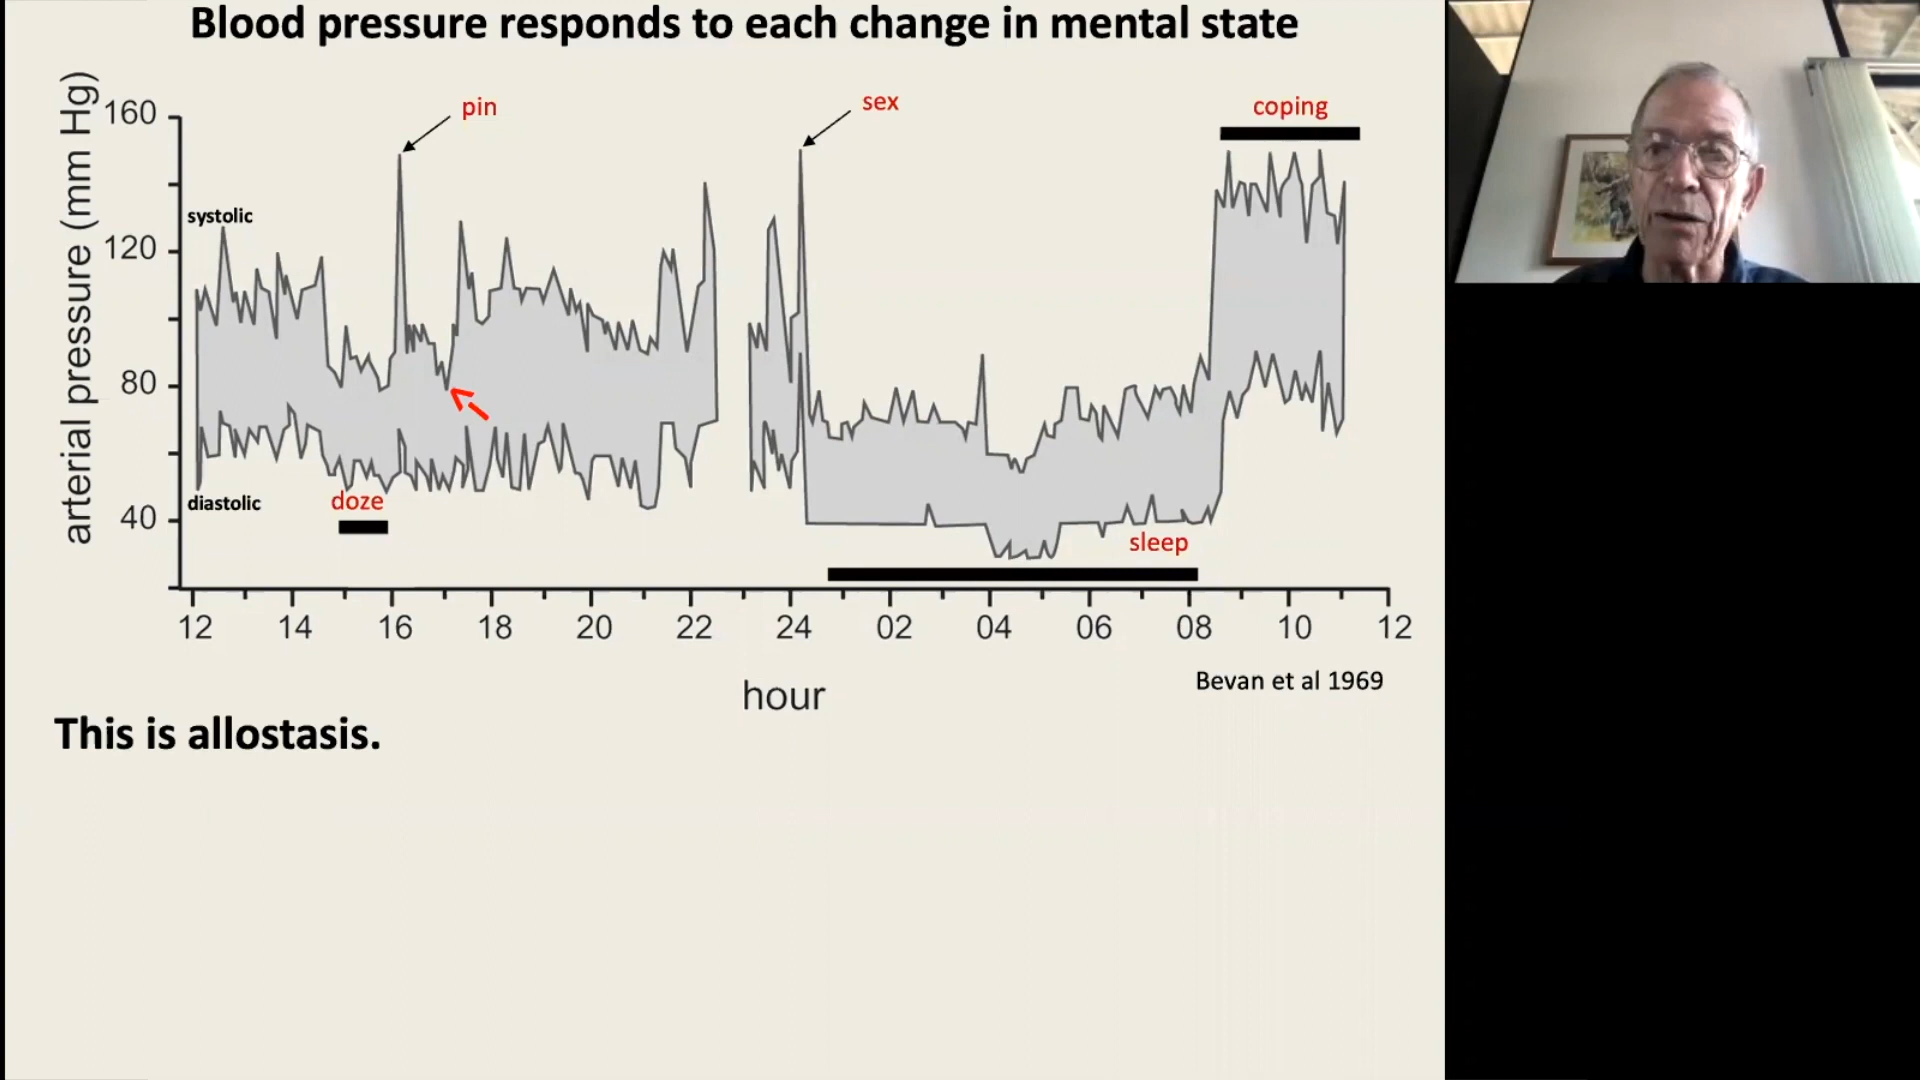 Blood pressure responds to each change in mental state
arterial pressure (mm Hg)
160
120
80
40
pin
sex
coping
systolic
diastolic
doze
sleep
12 14 16 18 20 22 24 02 04 06 08 10 12
hour
Bevan et al 1969
This is allostasis.